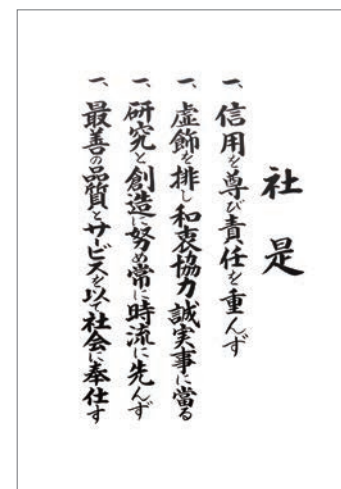 社是
一、信用を尊び責任を重んず
一、虚飾を排し和衷協力誠実事に當る
一、研究と創造に努め常に時流に先んず
一、最善の品質とサービスを以て社会に奉仕す